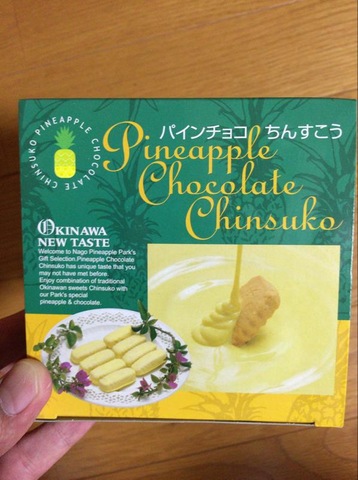 CHINSUKO PINEAPPLE CHOCOLATE
パインチョコ ちんすこう
Pineapple
Chocolate
Chinsuko
OKINAWA
NEW TASTE
Welcome to Nago Pineapple Park's
Gift Selection.Pineapple Chocolate
Chinsuko has unique taste that you
may not have met before.
Enjoy combination of traditional
Okinawan sweets Chinsuko with
our Park's special
pineapple & chocolate.